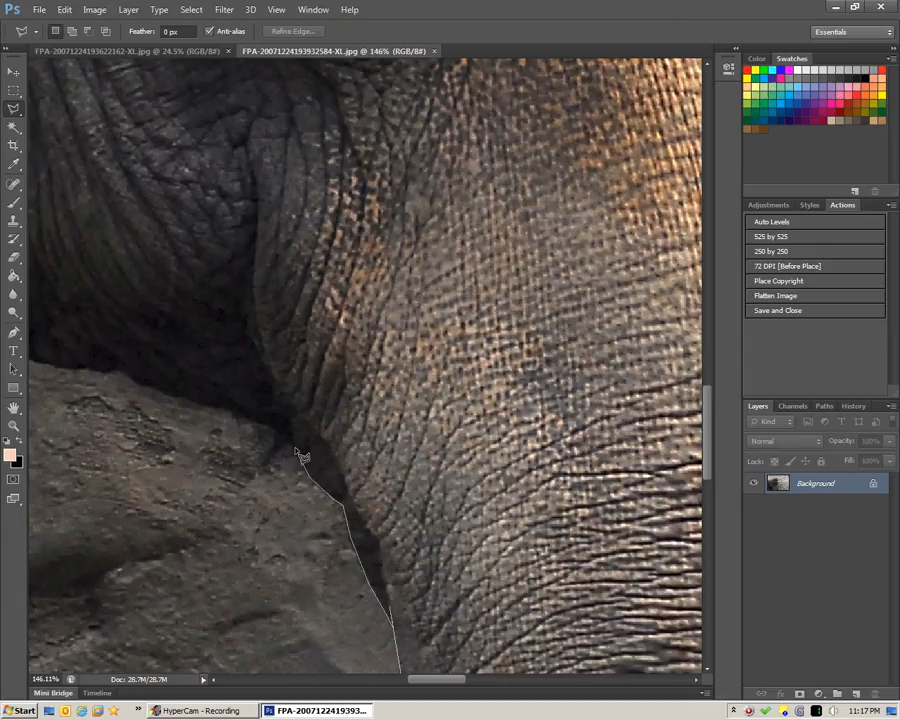 Ps File Edit Image Layer Type Select Filter 3D View Window Help
Feather: 0 px Anti-alias Refine Edge... Essentials
FPA-20071224193622162-XL.jpg @ 24.5% (RGB/8#) × FPA-2007122419393​2584-XL.jpg @ 146% (RGB/8#) ×
Color Swatches
Adjustments Styles Actions
Auto Levels
525 by 525
250 by 250
72 DPI [Before Place]
Place Copyright
Flatten Image
Save and Close
Layers Channels Paths History
Kind
Normal Opacity: 100%
Lock: Fill: 100%
Background
146.11% Doc: 28.7M/28.7M
Mini Bridge Timeline
Start HyperCam - Recording Ps FPA-200712241939​3... 11:17 PM